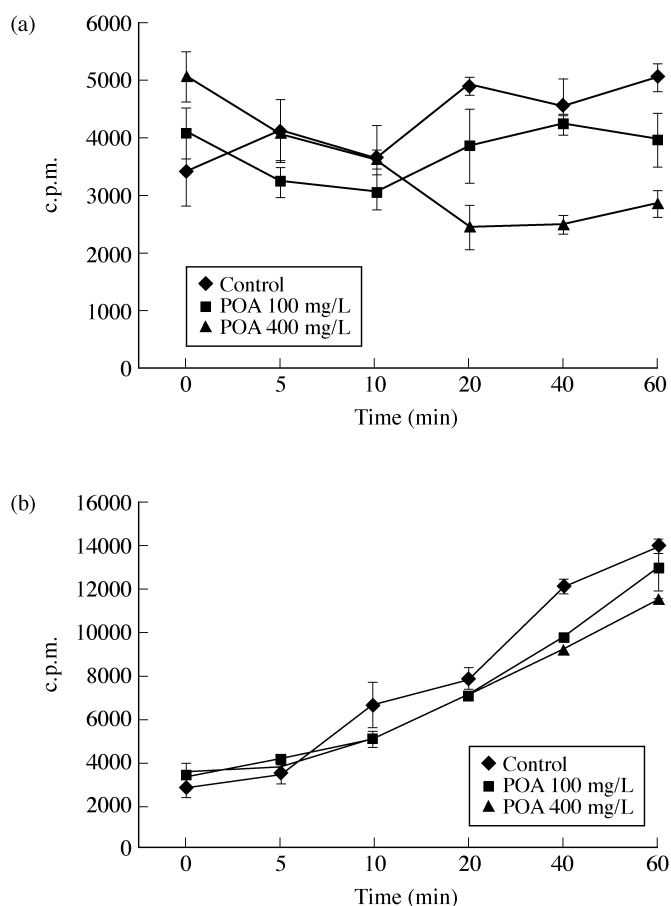 (a)
6000
5000
4000
3000
2000
1000
0
c.p.m.
Control
POA 100 mg/L
POA 400 mg/L
0 5 10 20 40 60
Time (min)
(b)
16000
14000
12000
10000
8000
6000
4000
2000
0
c.p.m.
Control
POA 100 mg/L
POA 400 mg/L
0 5 10 20 40 60
Time (min)